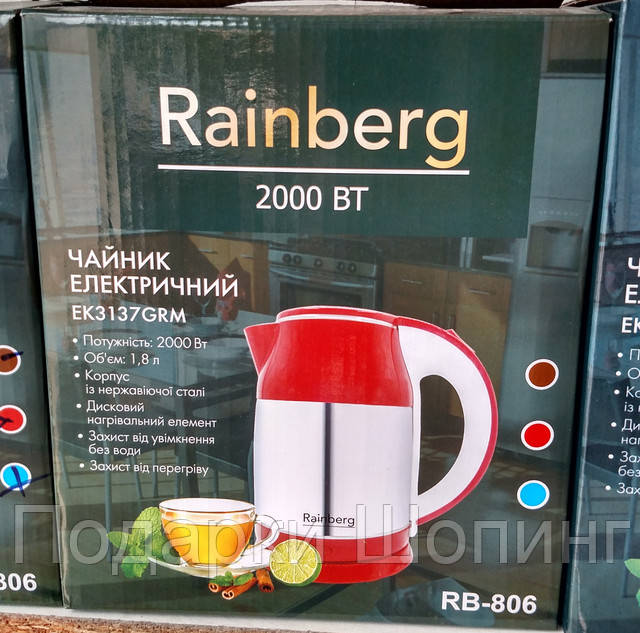 Rainberg
2000 ВТ
ЧАЙНИК
ЕЛЕКТРИЧНИЙ
EK3137GRM
• Потужність: 2000 Вт
• Об'єм: 1,8 л
• Корпус
із нержавіючої сталі
• Дисковий
нагрівальний елемент
• Захист від увімкнення
без води
• Захист від перегріву
Rainberg
Подарки Шопинг
RB-806
806